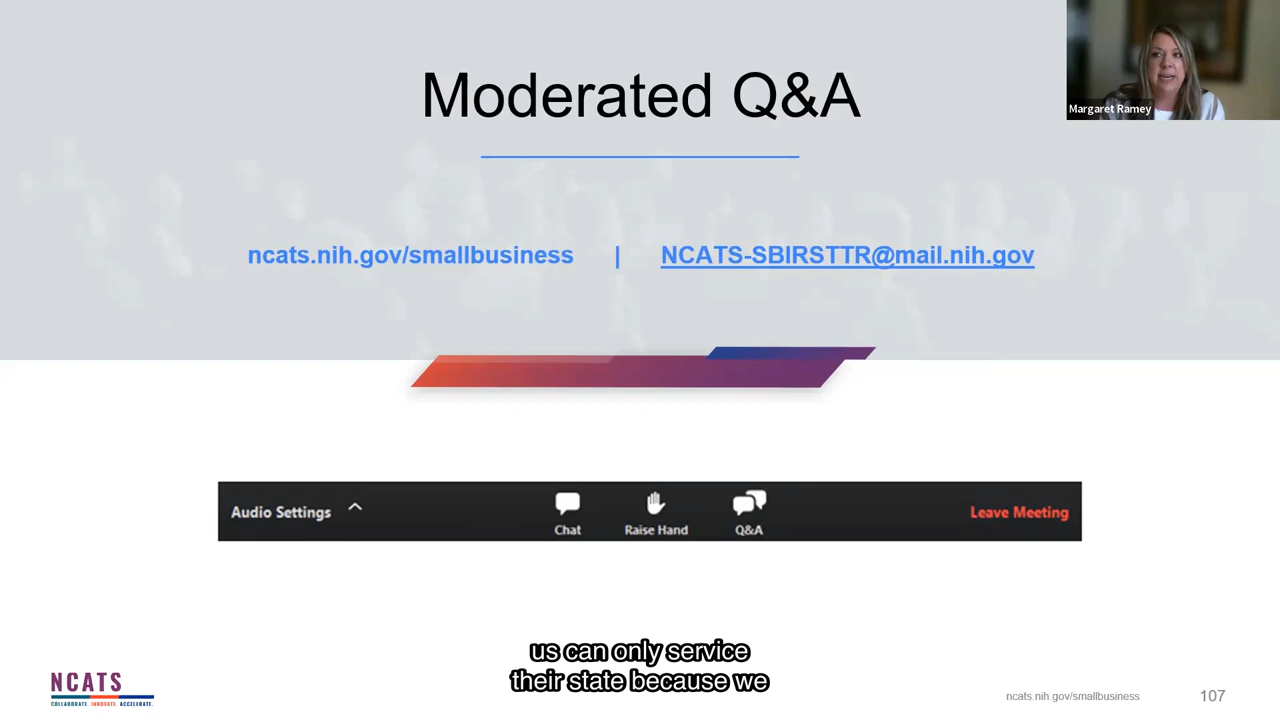 Moderated Q&A
Margaret Ramey
ncats.nih.gov/smallbusiness | NCATS-SBIRSTTR@mail.nih.gov
Audio Settings
Chat
Raise Hand
Q&A
Leave Meeting
us can only service
their state because we
NCATS
COLLABORATE. INNOVATE. ACCELERATE.
ncats.nih.gov/smallbusiness
107